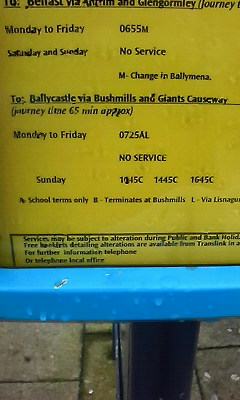 To: Belfast via Antrim and Glengormley (Journey t
Monday to Friday 0655M
Saturday and Sunday No Service
M- Change in Ballymena.
To: Ballycastle via Bushmills and Giants Causeway
(journey time 65 min approx)
Monday to Friday 0725AL
NO SERVICE
Sunday 1045C 1445C 1645C
A- School terms only B - Terminates at Bushmills L - Via Lisnagu
Services may be subject to alteration during Public and Bank Holid
Free booklets detailing alterations are available from Translink in a
For further information telephone
Or telephone local office